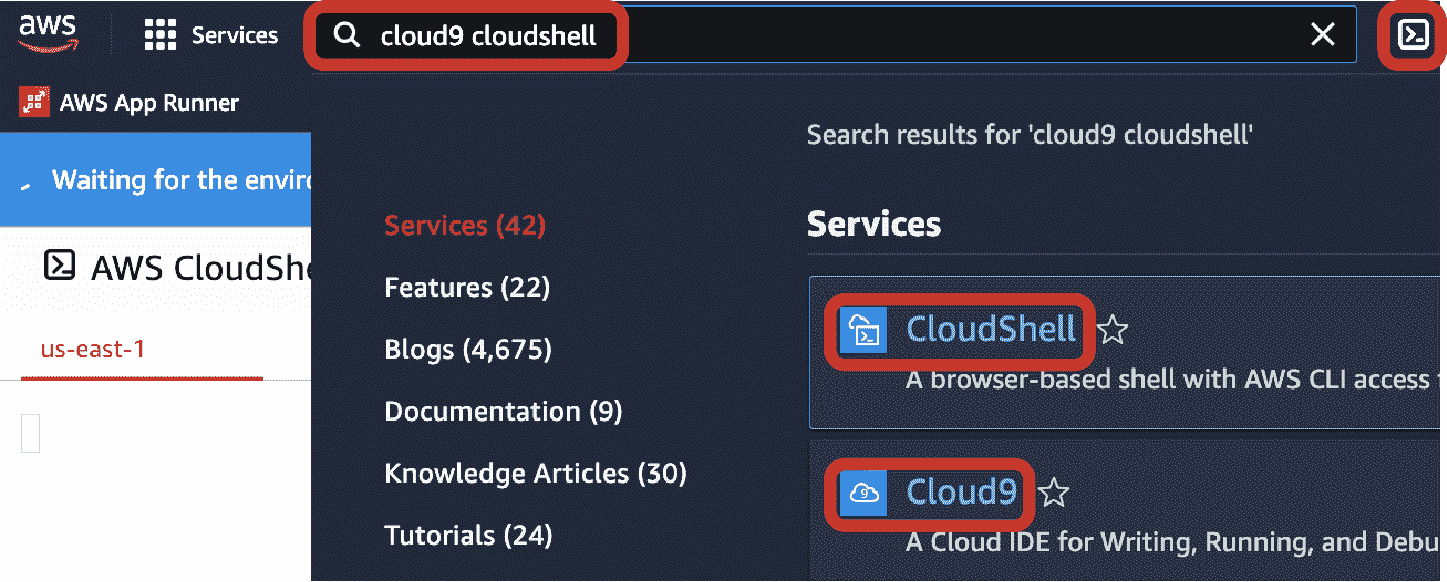 aws
Services
cloud9 cloudshell
AWS App Runner
Waiting for the enviro
AWS CloudShe
us-east-1
Search results for 'cloud9 cloudshell'
Services (42)
Features (22)
Blogs (4,675)
Documentation (9)
Knowledge Articles (30)
Tutorials (24)
Services
CloudShell
A browser-based shell with AWS CLI access
9
Cloud9
A Cloud IDE for Writing, Running, and Debu